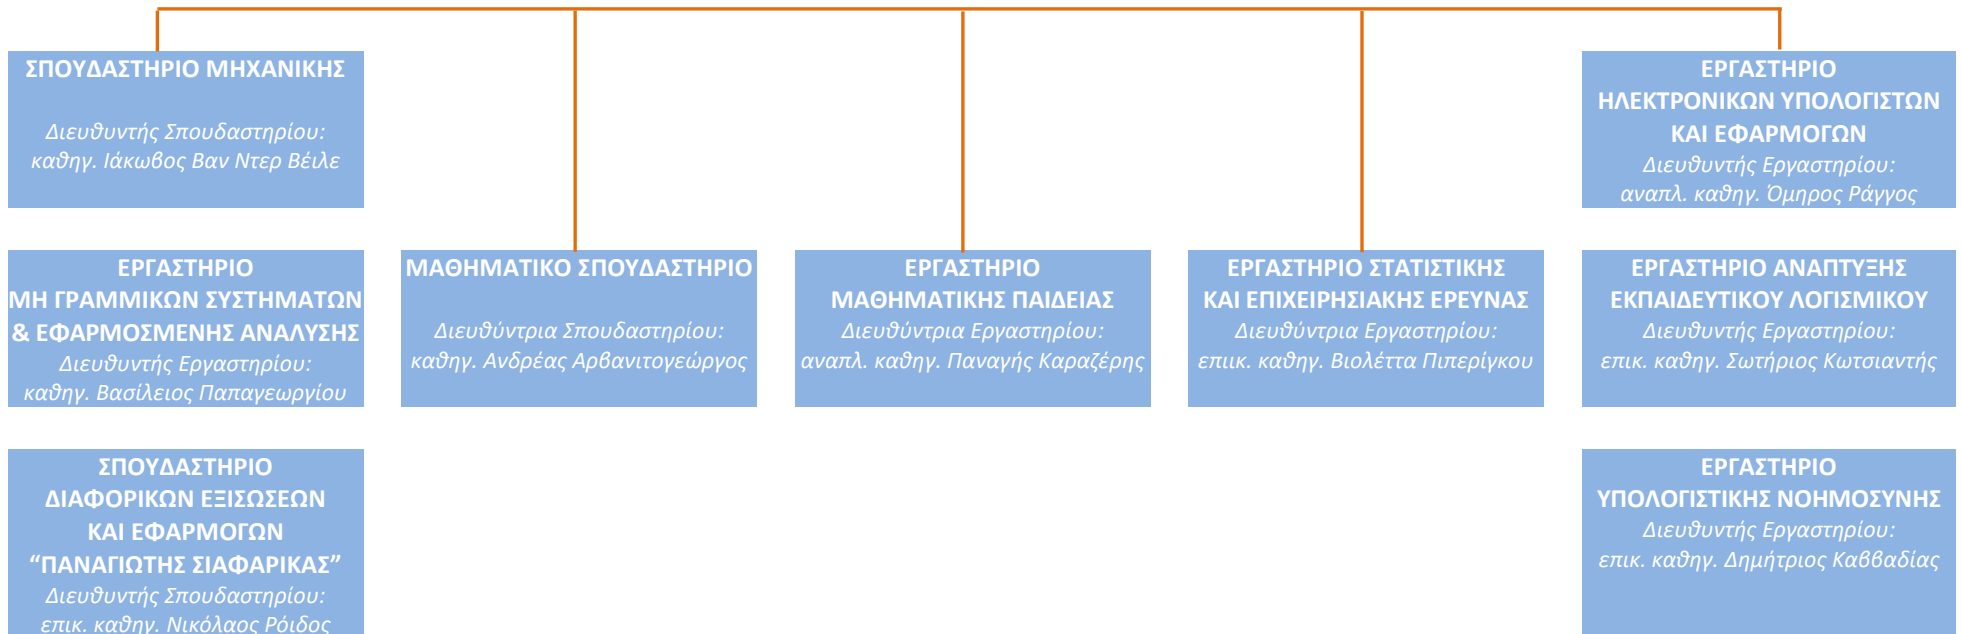 ΣΠΟΥΔΑΣΤΗΡΙΟ ΜΗΧΑΝΙΚΗΣ
Διευθυντής Σπουδαστηρίου:
καθηγ. Ιάκωβος Βαν Ντερ Βέιλε
ΕΡΓΑΣΤΗΡΙΟ
ΗΛΕΚΤΡΟΝΙΚΩΝ ΥΠΟΛΟΓΙΣΤΩΝ
ΚΑΙ ΕΦΑΡΜΟΓΩΝ
Διευθυντής Εργαστηρίου:
αναπλ. καθηγ. Όμηρος Ράγγος
ΕΡΓΑΣΤΗΡΙΟ
ΜΗ ΓΡΑΜΜΙΚΩΝ ΣΥΣΤΗΜΑΤΩΝ
& ΕΦΑΡΜΟΣΜΕΝΗΣ ΑΝΑΛΥΣΗΣ
Διευθυντής Εργαστηρίου:
καθηγ. Βασίλειος Παπαγεωργίου
ΜΑΘΗΜΑΤΙΚΟ ΣΠΟΥΔΑΣΤΗΡΙΟ
Διευθύντρια Σπουδαστηρίου:
καθηγ. Ανδρέας Αρβανιτογεώργος
ΕΡΓΑΣΤΗΡΙΟ
ΜΑΘΗΜΑΤΙΚΗΣ ΠΑΙΔΕΙΑΣ
Διευθύντρια Εργαστηρίου:
αναπλ. καθηγ. Παναγής Καραζέρης
ΕΡΓΑΣΤΗΡΙΟ ΣΤΑΤΙΣΤΙΚΗΣ
ΚΑΙ ΕΠΙΧΕΙΡΗΣΙΑΚΗΣ ΕΡΕΥΝΑΣ
Διευθύντρια Εργαστηρίου:
επιικ. καθηγ. Βιολέττα Πιπερίγκου
ΕΡΓΑΣΤΗΡΙΟ ΑΝΑΠΤΥΞΗΣ
ΕΚΠΑΙΔΕΥΤΙΚΟΥ ΛΟΓΙΣΜΙΚΟΥ
Διευθυντής Εργαστηρίου:
επικ. καθηγ. Σωτήριος Κωτσιαντής
ΣΠΟΥΔΑΣΤΗΡΙΟ
ΔΙΑΦΟΡΙΚΩΝ ΕΞΙΣΩΣΕΩΝ
ΚΑΙ ΕΦΑΡΜΟΓΩΝ
“ΠΑΝΑΓΙΩΤΗΣ ΣΙΑΦΑΡΙΚΑΣ”
Διευθυντής Σπουδαστηρίου:
επικ. καθηγ. Νικόλαος Ρόιδος
ΕΡΓΑΣΤΗΡΙΟ
ΥΠΟΛΟΓΙΣΤΙΚΗΣ ΝΟΗΜΟΣΥΝΗΣ
Διευθυντής Εργαστηρίου:
επικ. καθηγ. Δημήτριος Καββαδίας